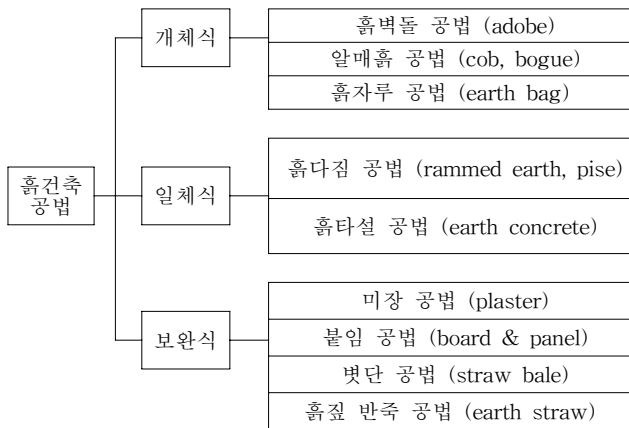 흙건축
공법
개체식
흙벽돌 공법 (adobe)
알매흙 공법 (cob, bogue)
흙자루 공법 (earth bag)
일체식
흙다짐 공법 (rammed earth, pise)
흙타설 공법 (earth concrete)
보완식
미장 공법 (plaster)
붙임 공법 (board & panel)
볏단 공법 (straw bale)
흙짚 반죽 공법 (earth straw)